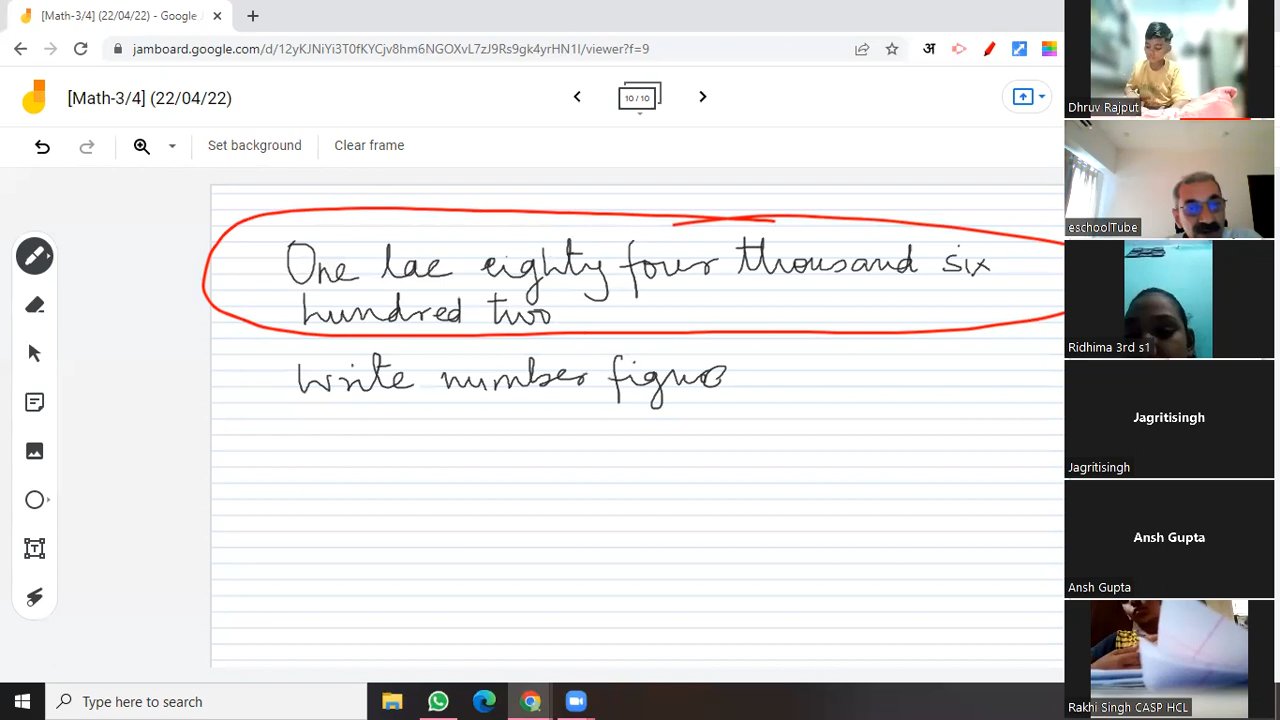 [Math-3/4] (22/04/22) - Google
jamboard.google.com/d/12yKJNiYi3T0fKYCjv8hm6NGOXvL7zJ9Rs9gk4yrHN1I/viewer?f=9
अ
[Math-3/4] (22/04/22)
10 / 10
Set background
Clear frame
One lac eighty four thousand six
hundred two
Write number figure
Type here to search
Dhruv Rajput
eschoolTube
Ridhima 3rd s1
Jagritisingh
Jagritisingh
Ansh Gupta
Ansh Gupta
Rakhi Singh CASP HCL